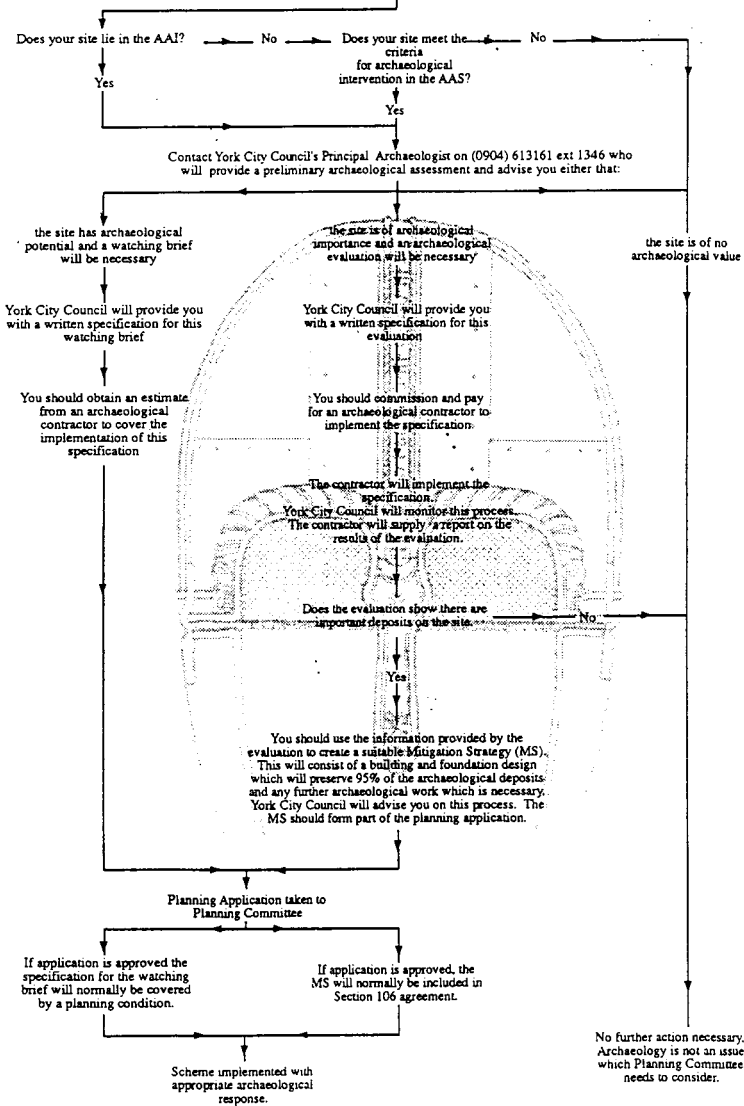 Does your site lie in the AAI?
No
Does your site meet the
criteria
for archaeological
intervention in the AAS?
No
Yes
Yes
Contact York City Council's Principal Archaeologist on (0904) 613161 ext 1346 who
will provide a preliminary archaeological assessment and advise you either that:
the site has archaeological
potential and a watching brief
will be necessary
the site is of archaeological
importance and an archaeological
evaluation will be necessary
the site is of no
archaeological value
York City Council will provide you
with a written specification for this
watching brief
York City Council will provide you
with a written specification for this
evaluation
You should obtain an estimate
from an archaeological
contractor to cover the
implementation of this
specification
You should commission and pay
for an archaeological contractor to
implement the specification.
The contractor will implement the
specification.
York City Council will monitor this process.
The contractor will supply a report on the
results of the evaluation.
Does the evaluation show there are
important deposits on the site.
No
Yes
You should use the information provided by the
evaluation to create a suitable Mitigation Strategy (MS).
This will consist of a building and foundation design
which will preserve 95% of the archaeological deposits
and any further archaeological work which is necessary.
York City Council will advise you on this process. The
MS should form part of the planning application.
Planning Application taken to
Planning Committee
If application is approved the
specification for the watching
brief will normally be covered
by a planning condition.
If application is approved, the
MS will normally be included in
Section 106 agreement.
Scheme implemented with
appropriate archaeological
response.
No further action necessary.
Archaeology is not an issue
which Planning Committee
needs to consider.